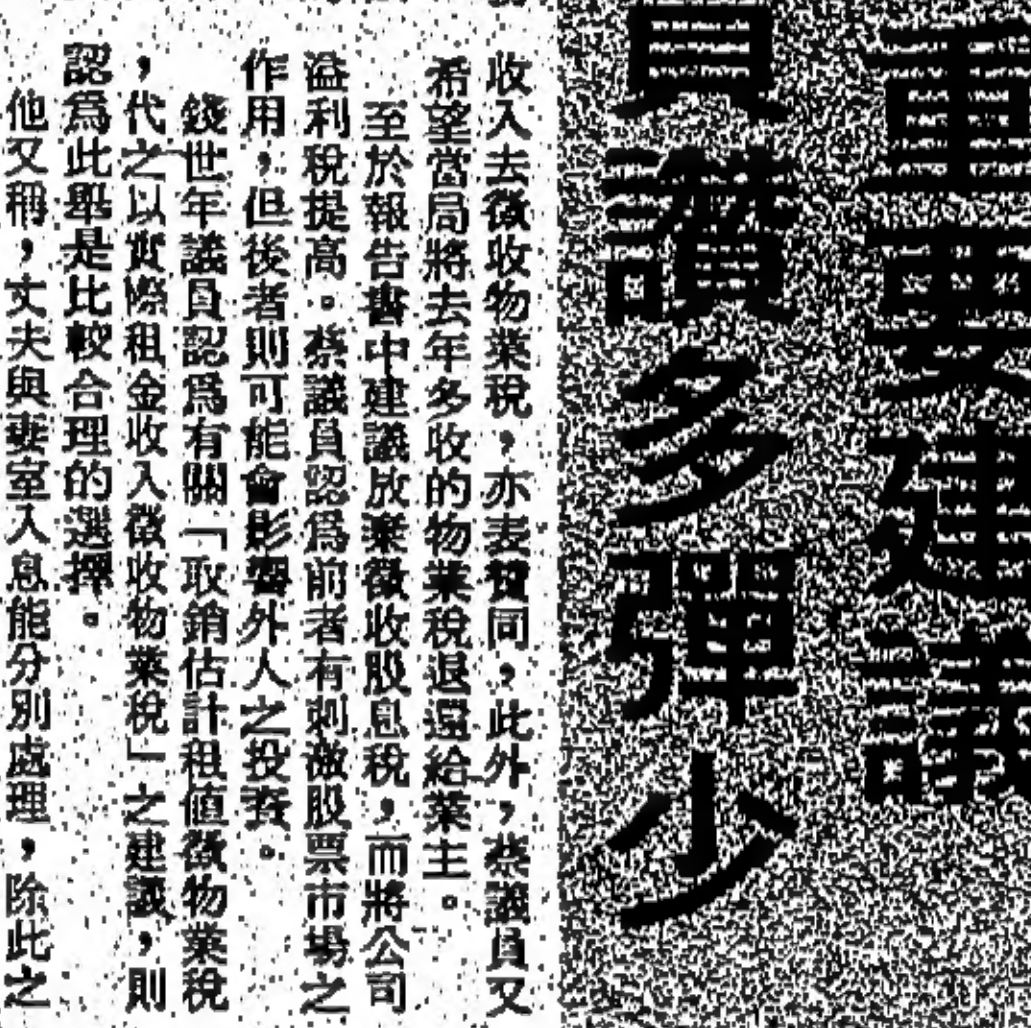 重要建議
員讚多彈少
收入去徵收物業稅，亦表贊同，此外，蔡議員又
希望當局將去年多收的物業稅退還給業主。
至於報告書中建議放棄徵收股息稅，而將公司
溢利稅提高。蔡議員認爲前者有刺激股票市場之
作用，但後者則可能會影響外人之投資。
錢世年議員認爲有關「取銷估計租值徵物業稅
，代之以實際租金收入徵收物業稅」之建議，則
認爲此舉是比較合理的選擇。
他又稱，丈夫與妻室入息能分別處理，除此之